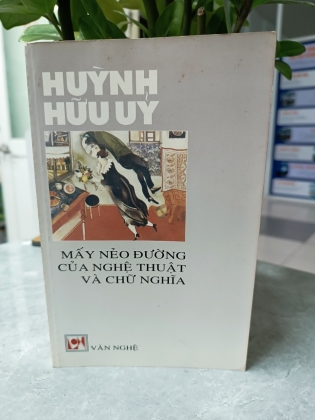 HUỲNH
HỮU UỶ
MẤY NẺO ĐƯỜNG
CỦA NGHỆ THUẬT
VÀ CHỮ NGHĨA
VĂN NGHỆ